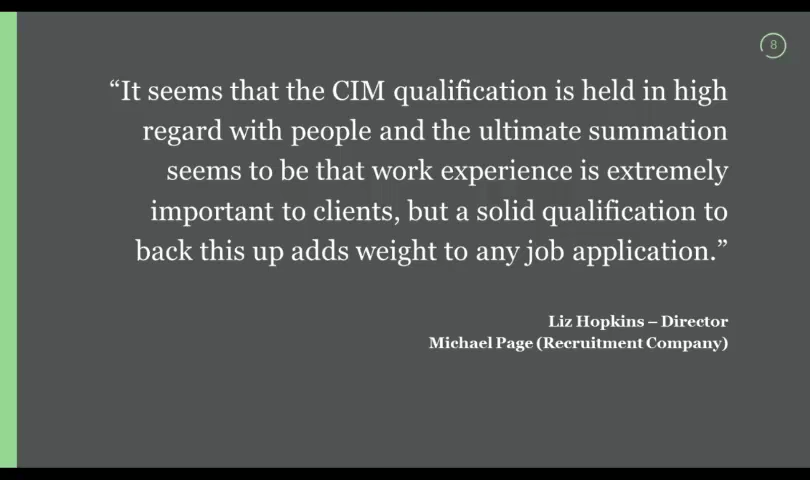 8
“It seems that the CIM qualification is held in high
regard with people and the ultimate summation
seems to be that work experience is extremely
important to clients, but a solid qualification to
back this up adds weight to any job application.”
Liz Hopkins – Director
Michael Page (Recruitment Company)